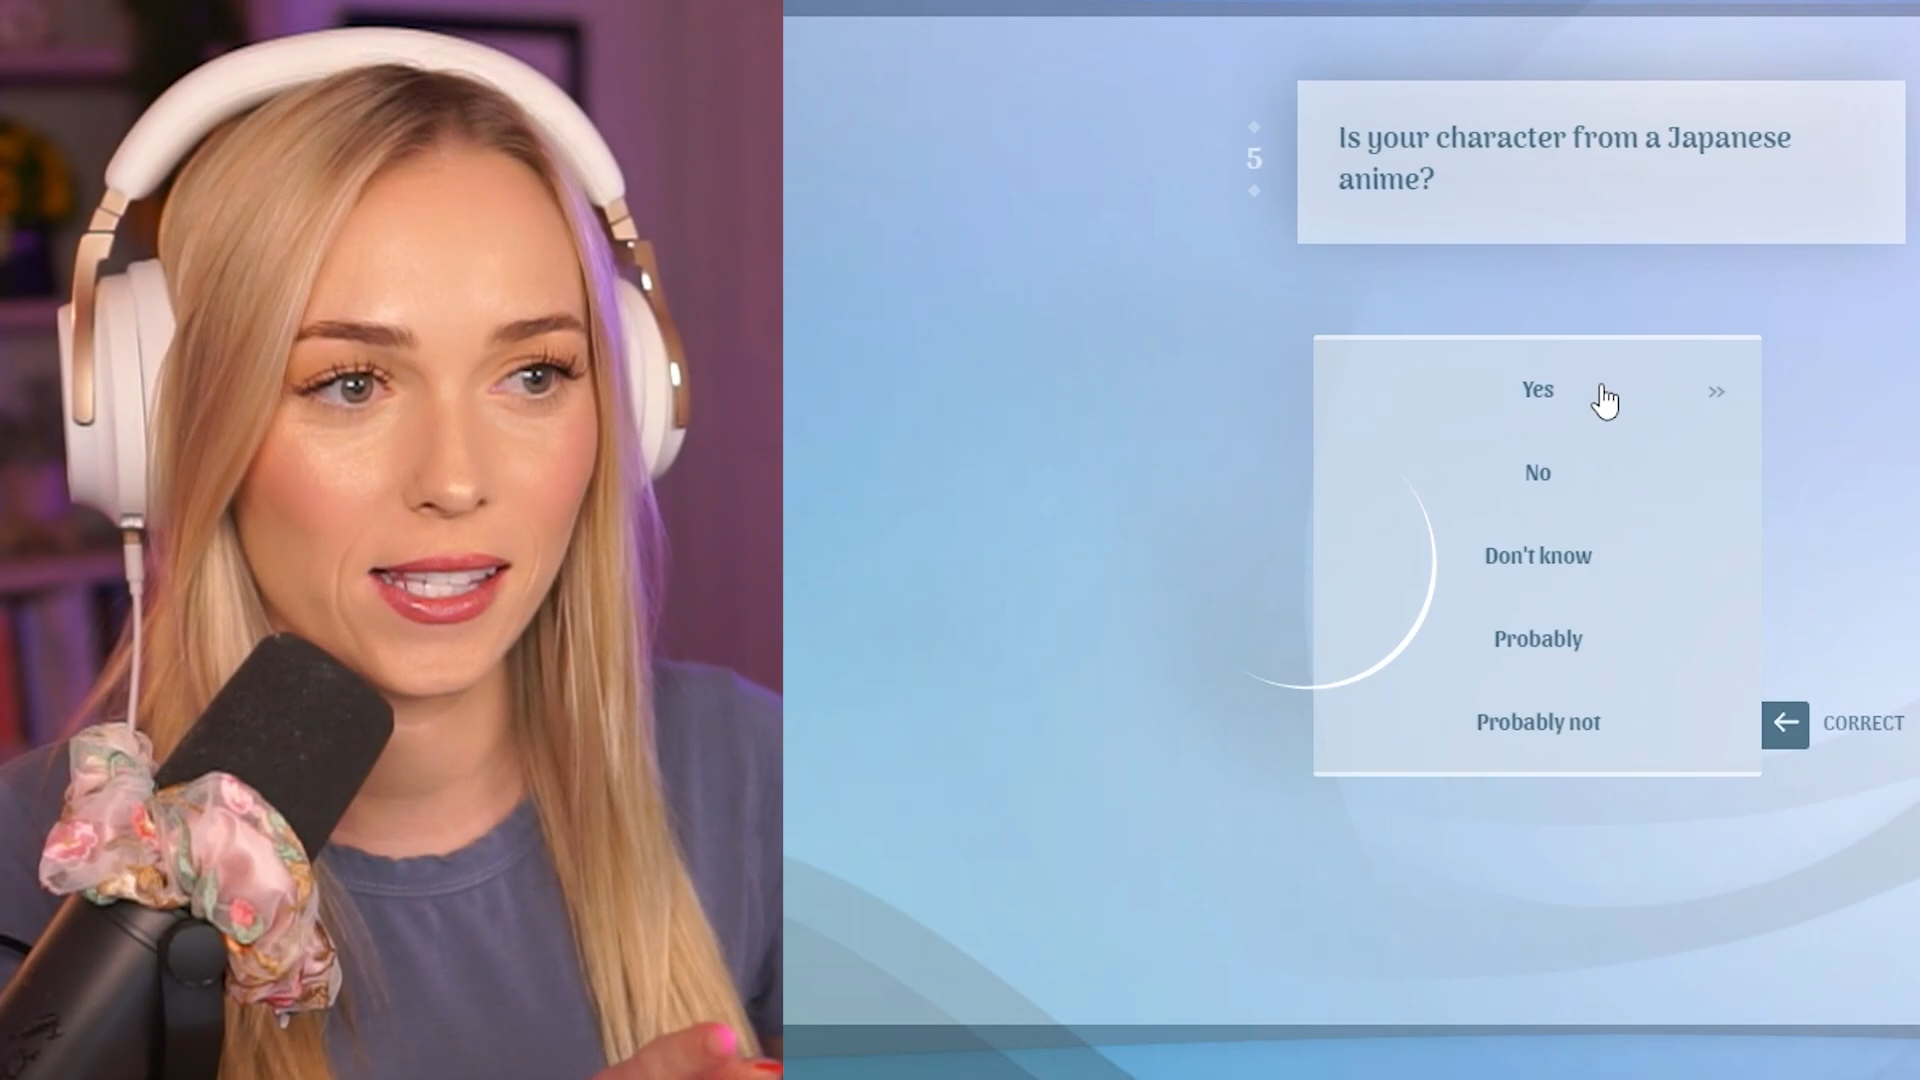 5
Is your character from a Japanese
anime?
Yes
No
Don't know
Probably
Probably not
CORRECT